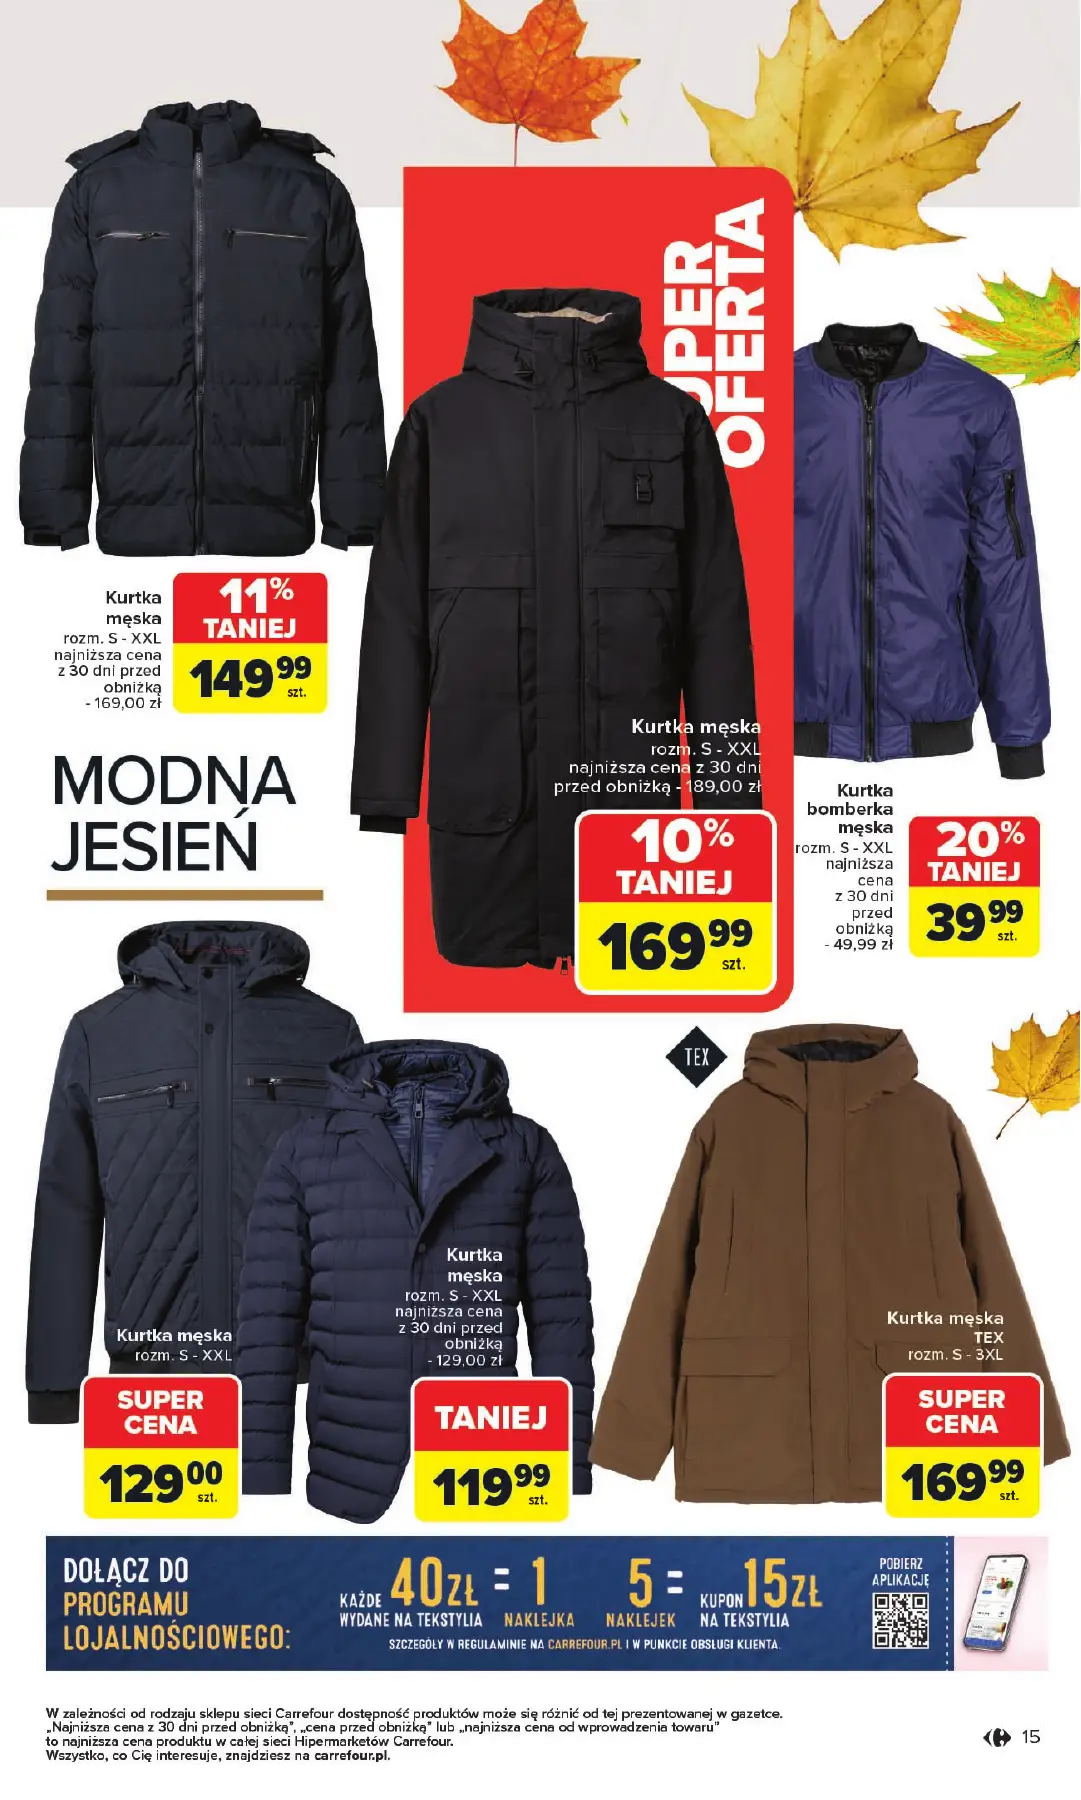 SUPER
OFERTA
Kurtka
męska
rozm. S - XXL
najniższa cena
z 30 dni przed
obniżką
- 169,00 zł
11%
TANIEJ
149 99
szt.
MODNA
JESIEŃ
Kurtka męska
rozm. S - XXL
najniższa cena z 30 dni
przed obniżką - 189,00 zł
10%
TANIEJ
169 99
szt.
Kurtka
bomberka
męska
rozm. S - XXL
najniższa
cena
z 30 dni
przed
obniżką
- 49,99 zł
20%
TANIEJ
39 99
szt.
Kurtka męska
rozm. S - XXL
SUPER
CENA
129 00
szt.
Kurtka
męska
rozm. S - XXL
najniższa cena
z 30 dni przed
obniżką
- 129,00 zł
TANIEJ
119 99
szt.
TEX
Kurtka męska
TEX
rozm. S - 3XL
SUPER
CENA
169 99
szt.
DOŁĄCZ DO
PROGRAMU
LOJALNOŚCIOWEGO:
KAŻDE 40ZŁ = 1
WYDANE NA TEKSTYLIA NAKLEJKA
5 = KUPON 15ZŁ
NAKLEJEK NA TEKSTYLIA
SZCZEGÓŁY W REGULAMINIE NA CARREFOUR.PL I W PUNKCIE OBSŁUGI KLIENTA.
POBIERZ
APLIKACJĘ
W zależności od rodzaju sklepu sieci Carrefour dostępność produktów może się różnić od tej prezentowanej w gazetce.
„Najniższa cena z 30 dni przed obniżką", „cena przed obniżką" lub „najniższa cena od wprowadzenia towaru"
to najniższa cena produktu w całej sieci Hipermarketów Carrefour.
Wszystko, co Cię interesuje, znajdziesz na carrefour.pl.
15